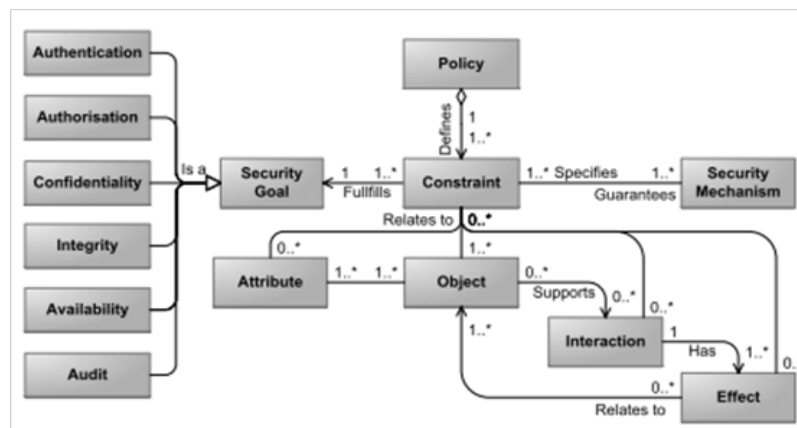 Authentication
Authorisation
Confidentiality
Integrity
Availability
Audit
Is a
Security
Goal
Policy
Defines
1
1..*
1
1..*
Fullfills
Constraint
1..*
Specifies
1..*
Guarantees
Security
Mechanism
Relates to
0..*
0..*
1..*
Attribute
1..*
1..*
Object
0..*
Supports
0..*
0..*
Interaction
1
Has
1..*
0..
1..*
0..*
Relates to
Effect